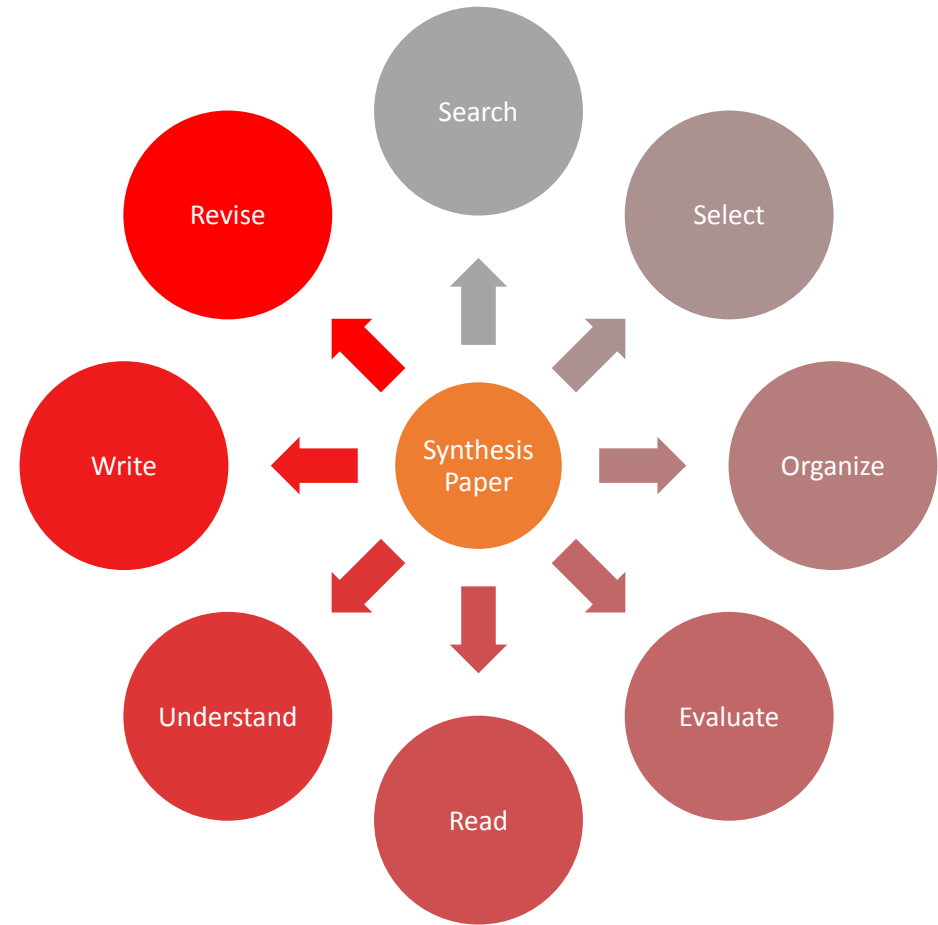 Search
Select
Organize
Evaluate
Read
Understand
Write
Revise
Synthesis
Paper